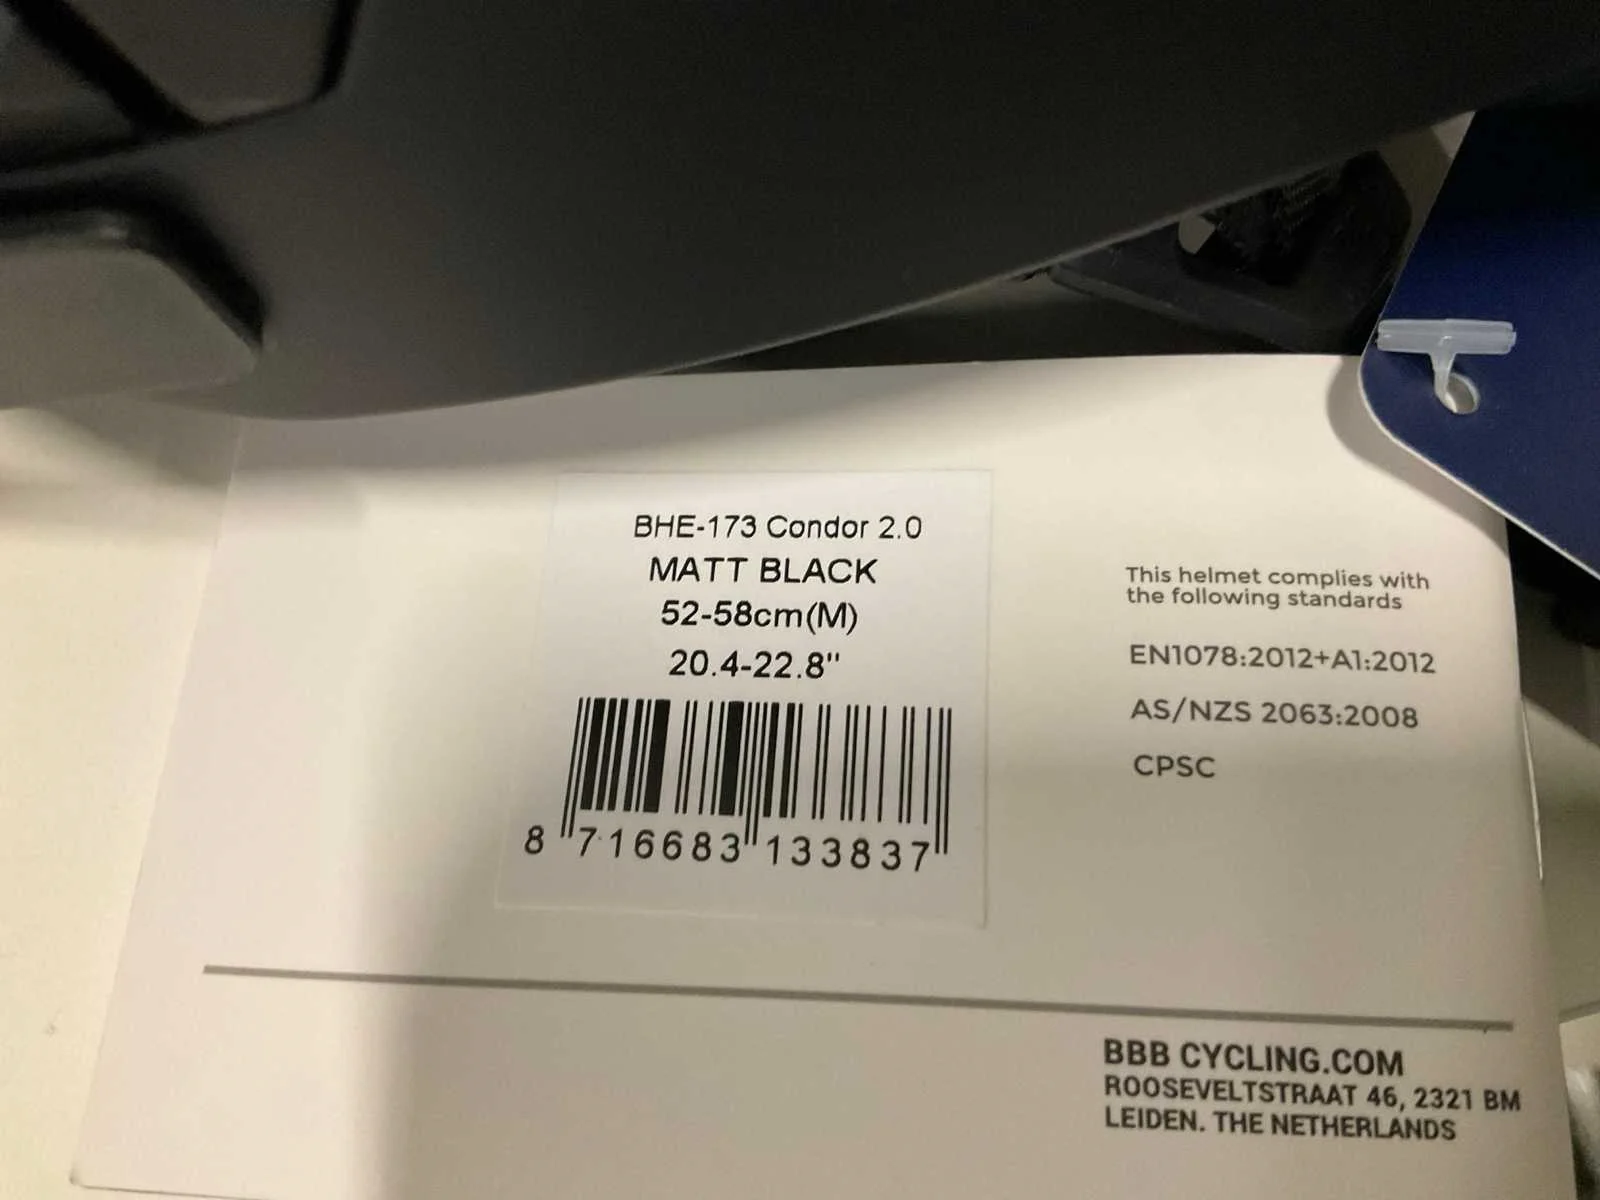 BHE-173 Condor 2.0
MATT BLACK
52-58cm(M)
20.4-22.8"
8 716683 133837
This helmet complies with
the following standards
EN1078:2012+A1:2012
AS/NZS 2063:2008
CPSC
BBB CYCLING.COM
ROOSEVELTSTRAAT 46, 2321 BM
LEIDEN. THE NETHERLANDS